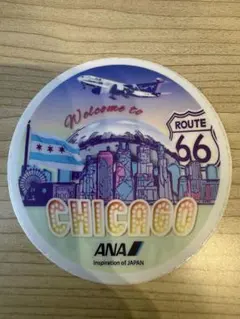 Welcome to
ROUTE
66
CHICAGO
ANA
Inspiration of JAPAN